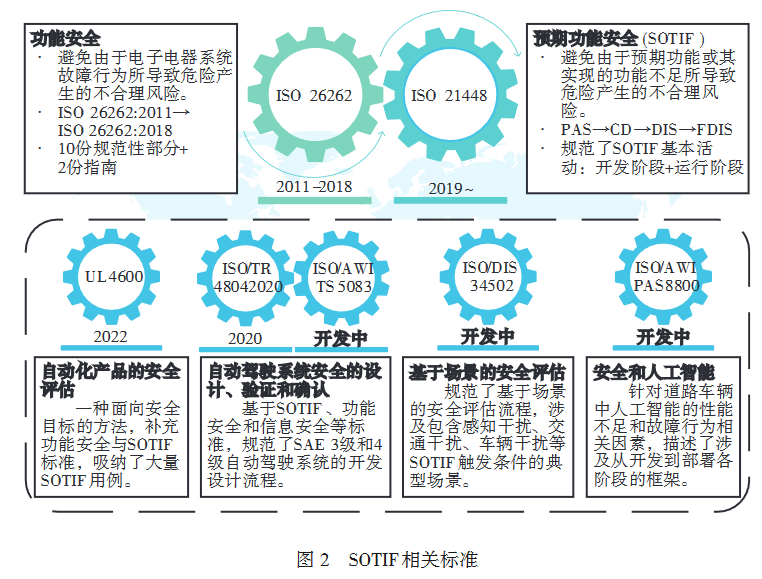 功能安全
· 避免由于电子电器系统
故障行为所导致危险产
生的不合理风险。
· ISO 26262:2011→
ISO 26262:2018
· 10份规范性部分+
2份指南
ISO 26262
2011-2018
ISO 21448
2019~
预期功能安全(SOTIF)
· 避免由于预期功能或其
实现的功能不足所导致
危险产生的不合理风
险。
· PAS→CD→DIS→FDIS
· 规范了SOTIF基本活
动：开发阶段+运行阶段
UL4600
2022
自动化产品的安全
评估
一种面向安全
目标的方法，补充
功能安全与SOTIF
标准，吸纳了大量
SOTIF用例。
ISO/TR
48042020
2020
ISO/AWI
TS 5083
开发中
自动驾驶系统安全的设
计、验证和确认
基于SOTIF、功能
安全和信息安全等标
准，规范了SAE 3级和4
级自动驾驶系统的开发
设计流程。
ISO/DIS
34502
开发中
基于场景的安全评估
规范了基于场景
的安全评估流程，涉
及包含感知干扰、交
通干扰、车辆干扰等
SOTIF触发条件的典
型场景。
ISO/AWI
PAS8800
开发中
安全和人工智能
针对道路车辆
中人工智能的性能
不足和故障行为相
关因素，描述了涉
及从开发到部署各
阶段的框架。
图 2 SOTIF相关标准